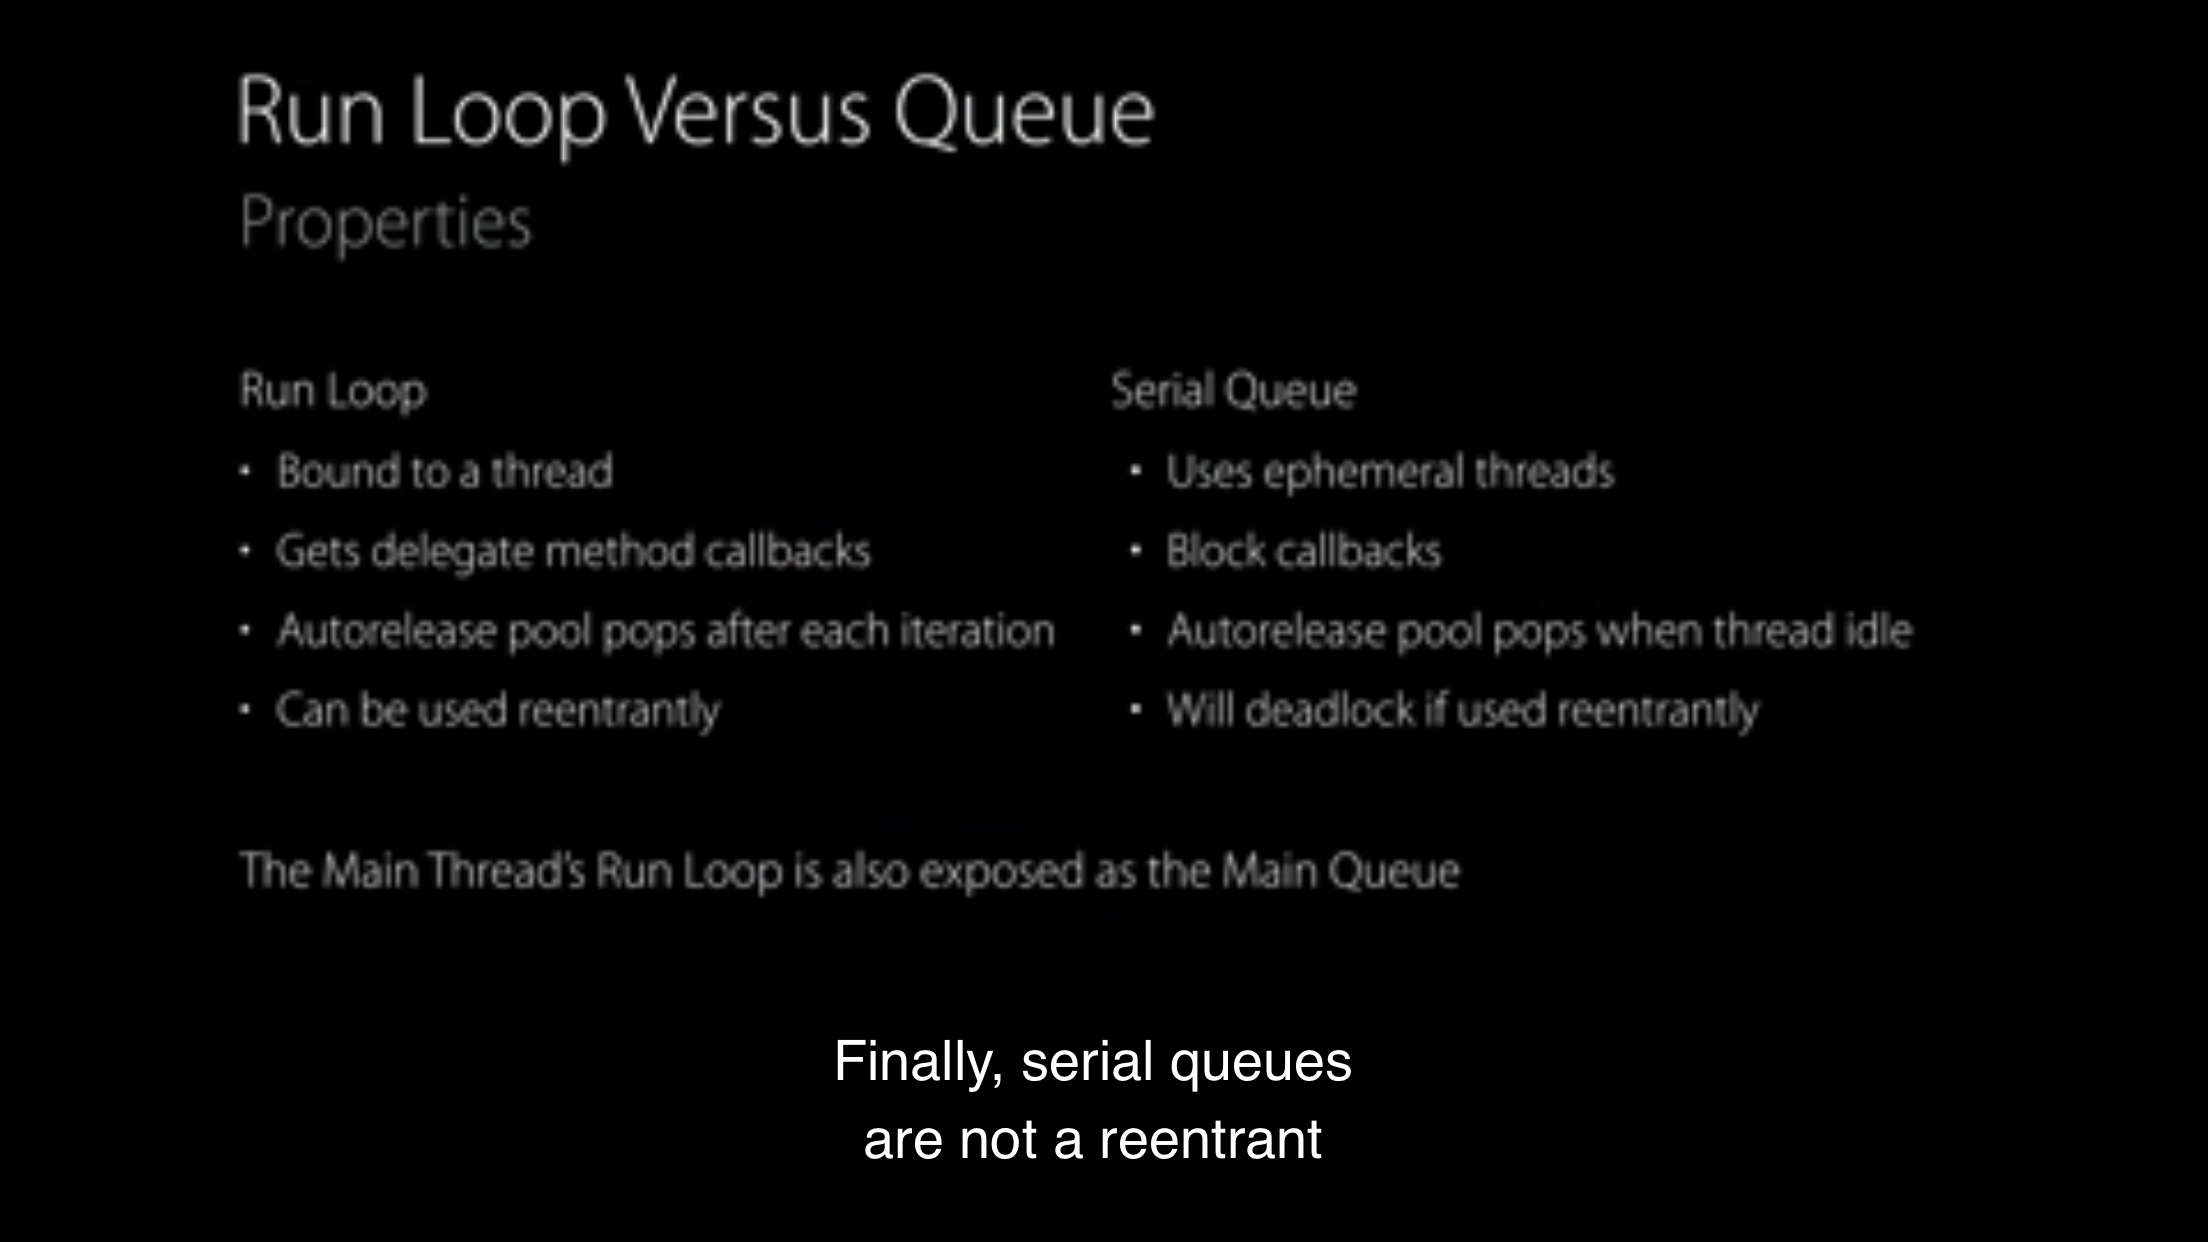 Run Loop Versus Queue
Properties
Run Loop
• Bound to a thread
• Gets delegate method callbacks
• Autorelease pool pops after each iteration
• Can be used reentrantly
Serial Queue
• Uses ephemeral threads
• Block callbacks
• Autorelease pool pops when thread idle
• Will deadlock if used reentrantly
The Main Thread's Run Loop is also exposed as the Main Queue
Finally, serial queues
are not a reentrant